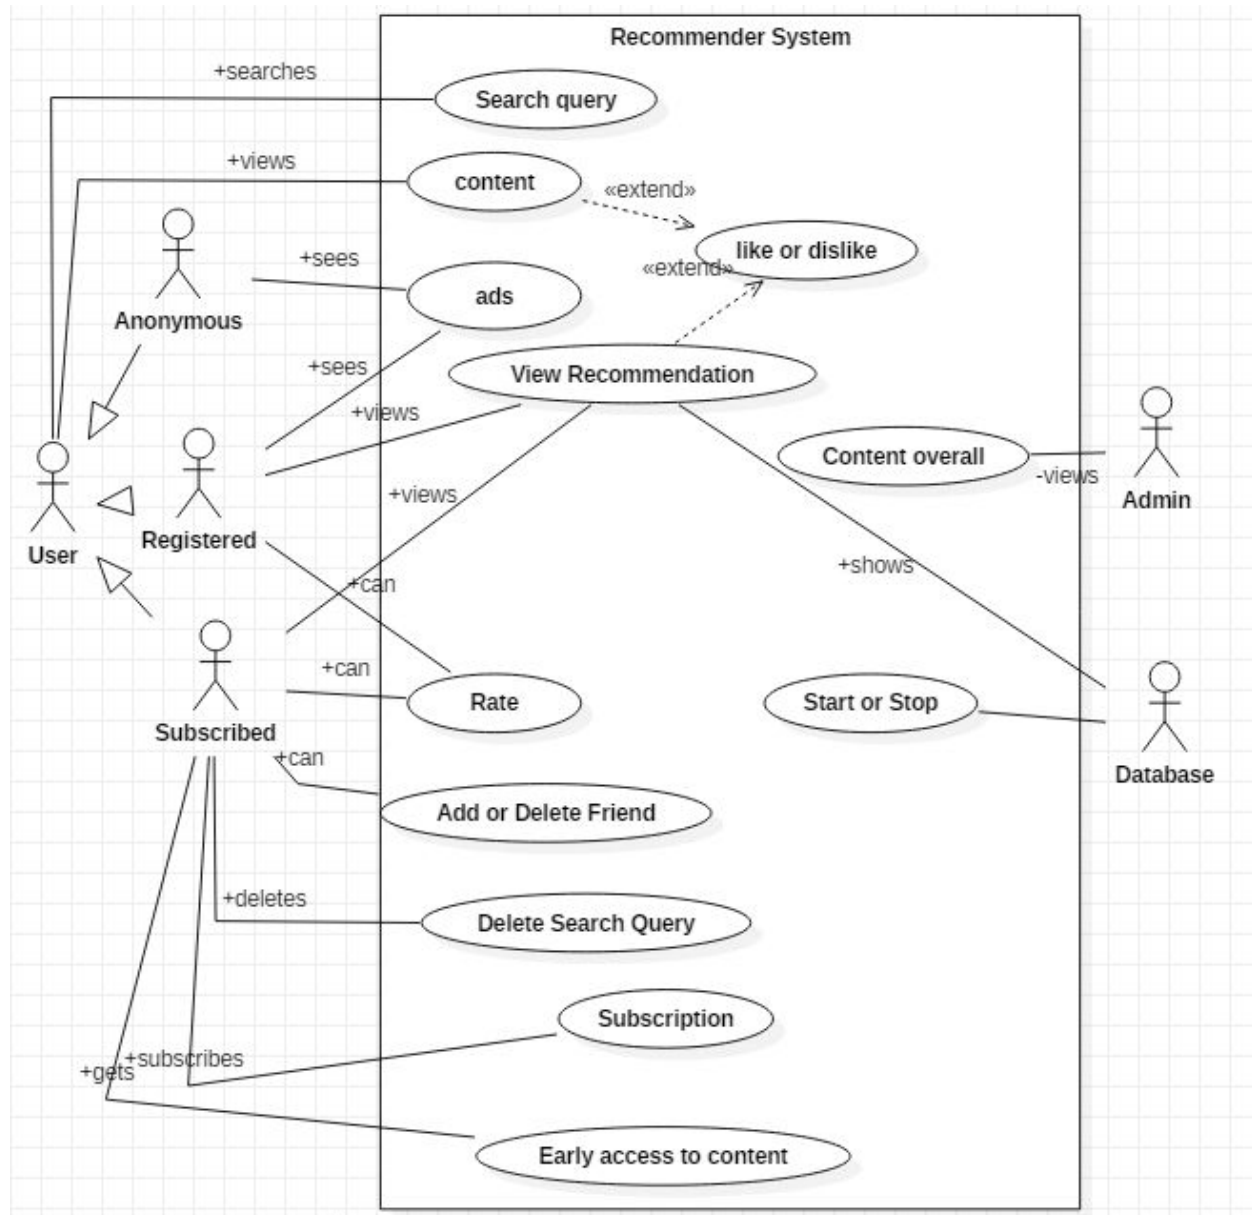 Recommender System
+searches
Search query
+views
content
«extend»
like or dislike
+sees
ads
«extend»
Anonymous
+sees
View Recommendation
+views
Content overall
-views
Admin
+views
Registered
User
+shows
+can
+can
Rate
Start or Stop
Subscribed
+can
Database
Add or Delete Friend
+deletes
Delete Search Query
Subscription
+subscribes
+gets
Early access to content